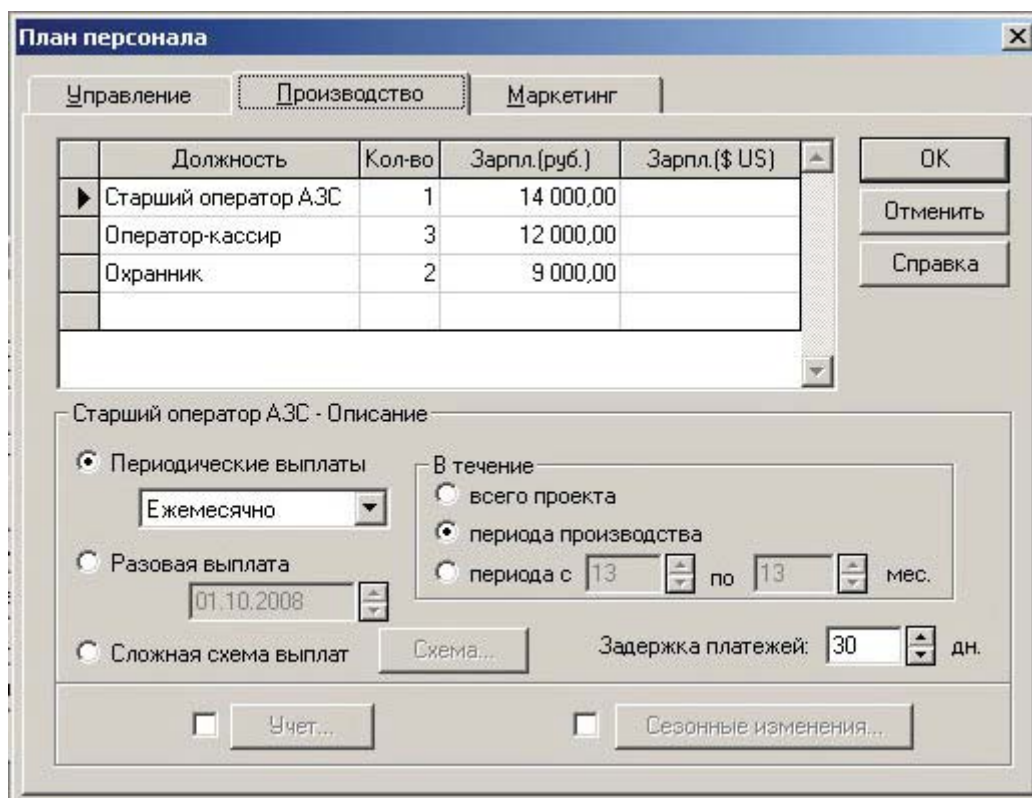 План персонала
Управление Производство Маркетинг
Должность Кол-во Зарпл.(руб.) Зарпл.($ US)
Старший оператор АЗС 1 14 000,00
Оператор-кассир 3 12 000,00
Охранник 2 9 000,00
OK
Отменить
Справка
Старший оператор АЗС - Описание
Периодические выплаты
Ежемесячно
Разовая выплата
01.10.2008
Сложная схема выплат Схема...
В течение
всего проекта
периода производства
периода с 13 по 13 мес.
Задержка платежей: 30 дн.
Учет... Сезонные изменения...